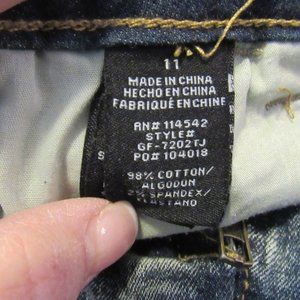 11
MADE IN CHINA
HECHO EN CHINA
FABRIQUÉ EN CHINE
RN# 114542
STYLE#
GF-7202TJ
PO# 104018
98% COTTON/
ALGODON
2% SPANDEX/
ELASTANO
S